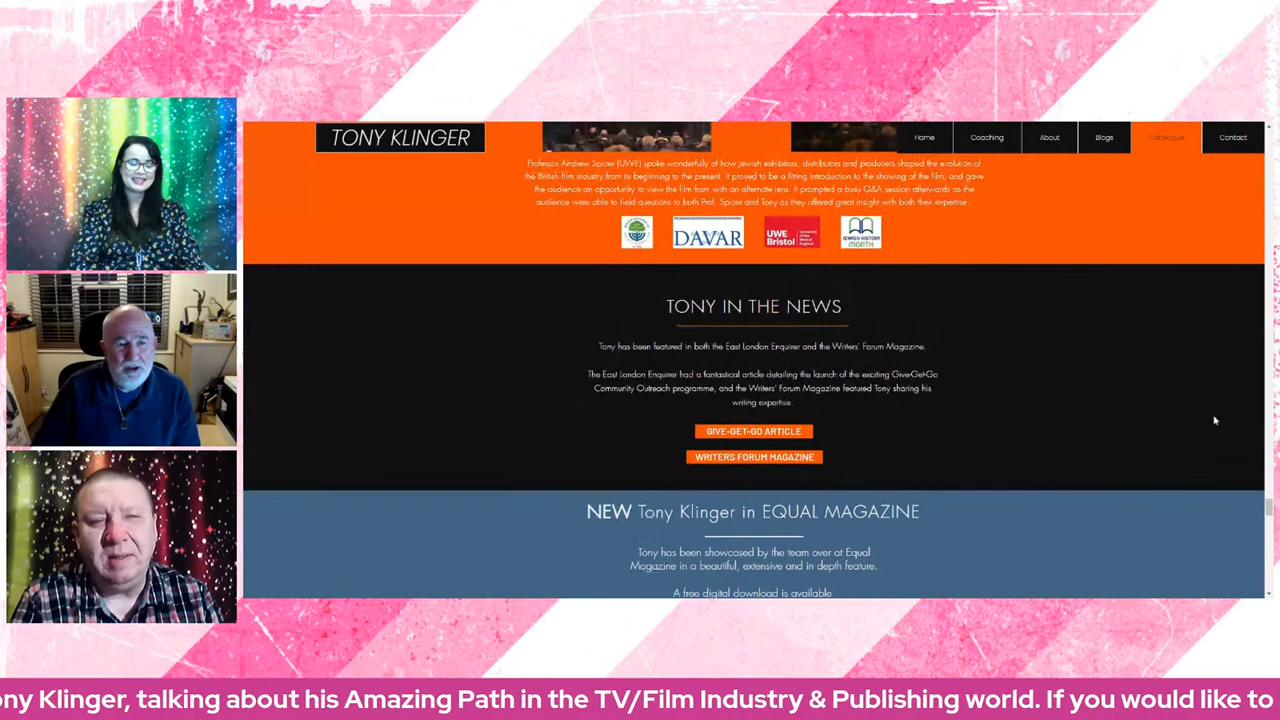 TONY KLINGER
Home
Coaching
About
Blogs
Catalogue
Contact
Professor Andrew Spicer (UWE) spoke wonderfully of how jewish exhibitors, distributors and producers shaped the evolution of
the British film industry from its beginning to the present. It proved to be a fitting introduction to the showing of the film, and gave
the audience an opportunity to view the film from with an alternate lens. It prompted a busy Q&A session afterwards as the
audience were able to field questions to both Prof. Spicer and Tony as they offered great insight with both their expertise.
DAVAR
UWE
Bristol
University
of the
West of
England
JEWISH HISTORY
MONTH
TONY IN THE NEWS
Tony has been featured in both the East London Enquirer and the Writers' Forum Magazine.
The East London Enquirer had a fantastical article detailing the launch of the exciting Give-Get-Go
Community Outreach programme, and the Writers' Forum Magazine featured Tony sharing his
writing expertise.
GIVE-GET-GO ARTICLE
WRITERS FORUM MAGAZINE
NEW Tony Klinger in EQUAL MAGAZINE
Tony has been showcased by the team over at Equal
Magazine in a beautiful, extensive and in depth feature.
A free digital download is available
ony Klinger, talking about his Amazing Path in the TV/Film Industry & Publishing world. If you would like to